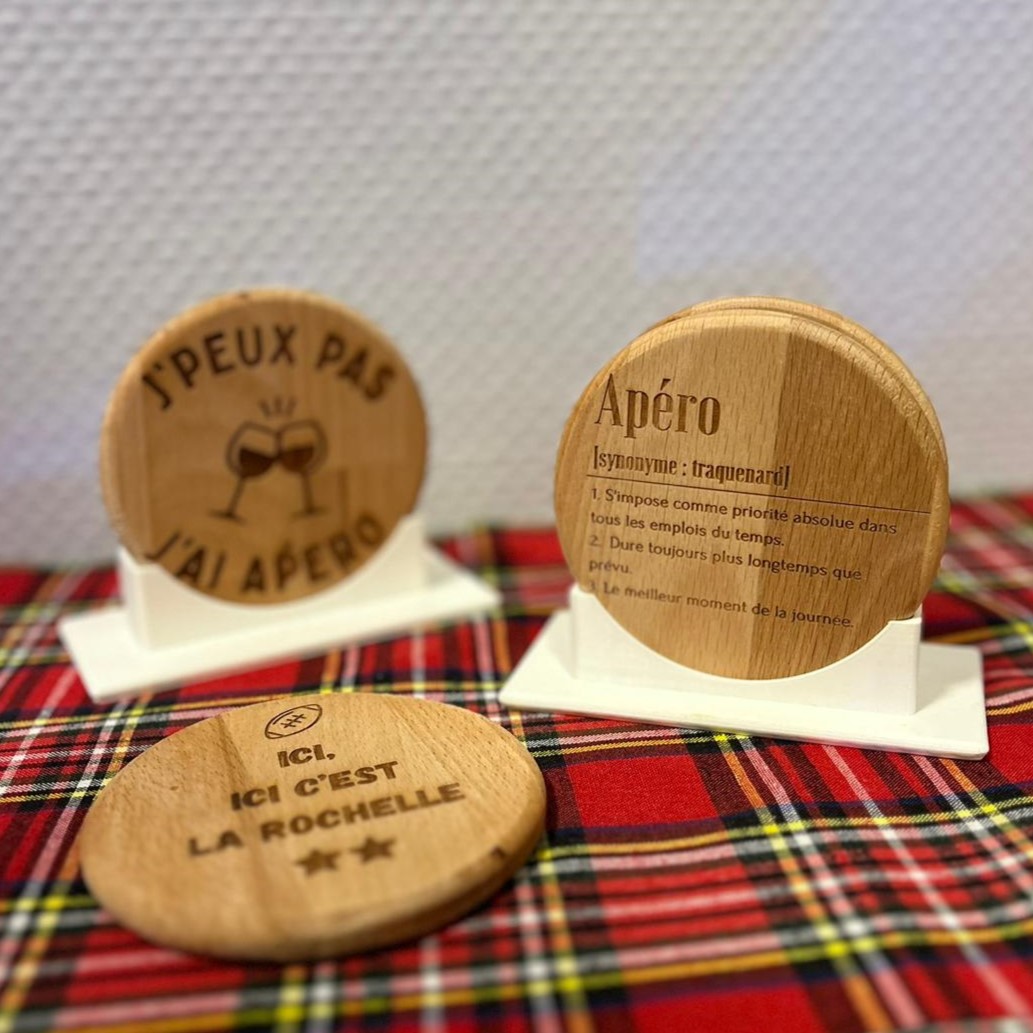 J'PEUX PAS
J'AI APERO
Apéro
[synonyme : traquenard]
1. S'impose comme priorité absolue dans
tous les emplois du temps.
2. Dure toujours plus longtemps que
prévu.
3. Le meilleur moment de la journée.
ICI,
ICI C'EST
LA ROCHELLE